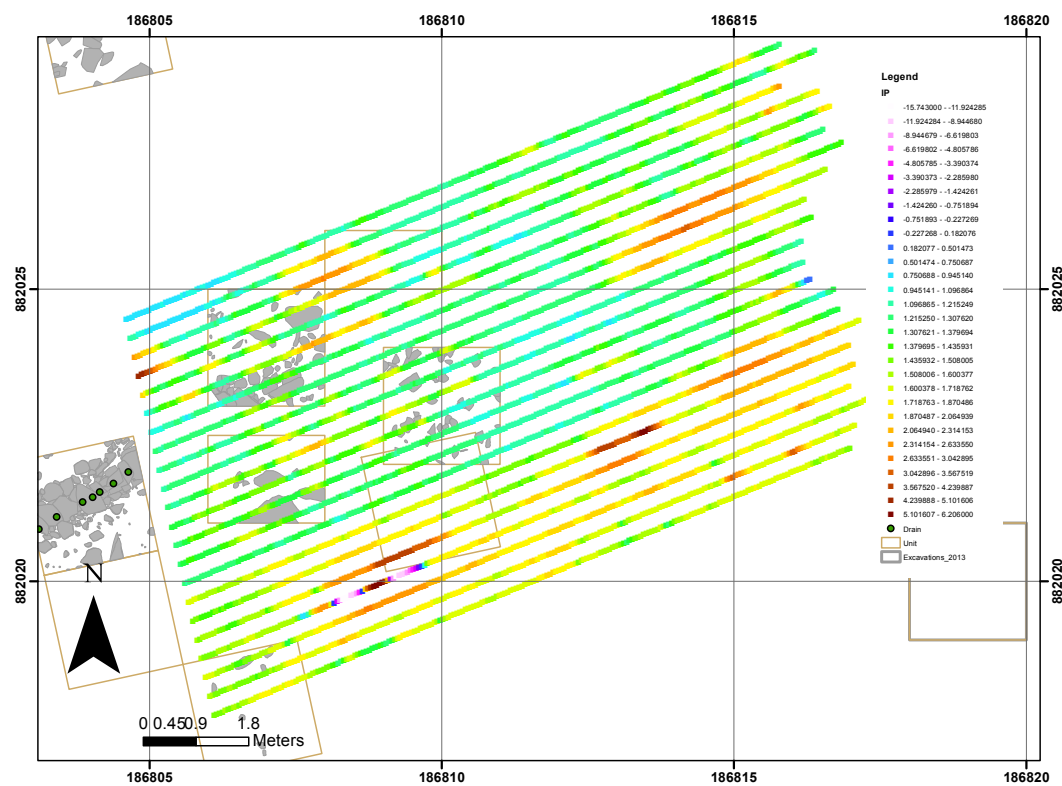 186805 186810 186815 186820
Legend
IP
-15.743000 - -11.924285
-11.924284 - -8.944680
-8.944679 - -6.619803
-6.619802 - -4.805786
-4.805785 - -3.390374
-3.390373 - -2.285980
-2.285979 - -1.424261
-1.424260 - -0.751894
-0.751893 - -0.227269
-0.227268 - 0.182076
0.182077 - 0.501473
0.501474 - 0.750687
0.750688 - 0.945140
0.945141 - 1.096864
1.096865 - 1.215249
1.215250 - 1.307620
1.307621 - 1.379694
1.379695 - 1.435931
1.435932 - 1.508005
1.508006 - 1.600377
1.600378 - 1.718762
1.718763 - 1.870486
1.870487 - 2.064939
2.064940 - 2.314153
2.314154 - 2.633550
2.633551 - 3.042895
3.042896 - 3.567519
3.567520 - 4.239887
4.239888 - 5.101606
5.101607 - 6.206000
Drain
Unit
Excavations_2013
882025 882025
882020 882020
N
0 0.450.9 1.8
Meters
186805 186810 186815 186820